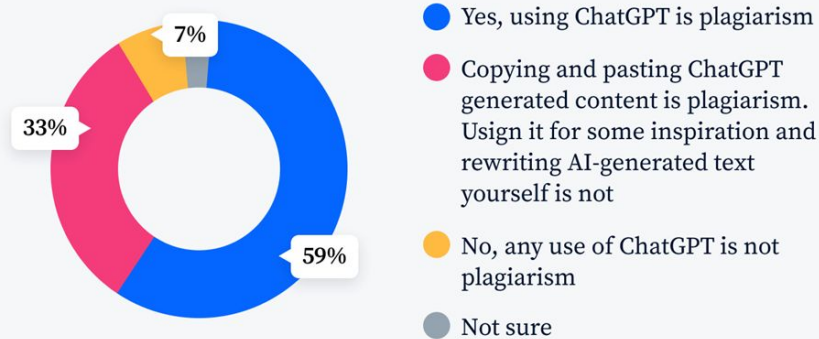 7%
33%
59%
Yes, using ChatGPT is plagiarism
Copying and pasting ChatGPT
generated content is plagiarism.
Usign it for some inspiration and
rewriting AI-generated text
yourself is not
No, any use of ChatGPT is not
plagiarism
Not sure